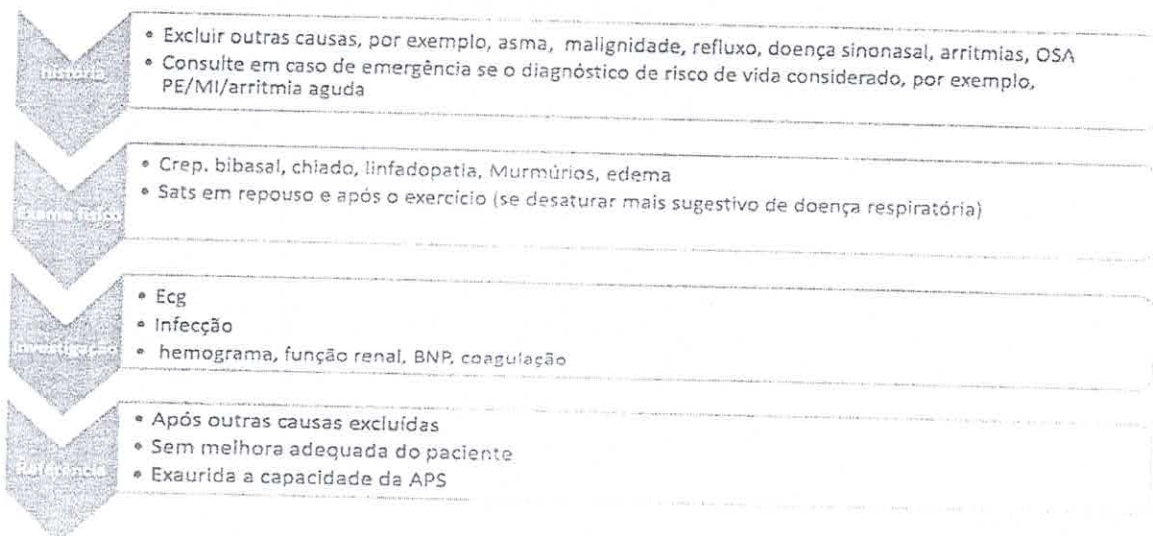 história
• Excluir outras causas, por exemplo, asma, malignidade, refluxo, doença sinonasal, arritmias, OSA
• Consulte em caso de emergência se o diagnóstico de risco de vida considerado, por exemplo,
PE/MI/arritmia aguda
Exame físico
• Crep. bibasal, chiado, linfadopatia, Murmúrios, edema
• Sats em repouso e após o exercício (se desaturar mais sugestivo de doença respiratória)
Investigação
• Ecg
• Infecção
• hemograma, função renal, BNP, coagulação
Referência
• Após outras causas excluídas
• Sem melhora adequada do paciente
• Exaurida a capacidade da APS